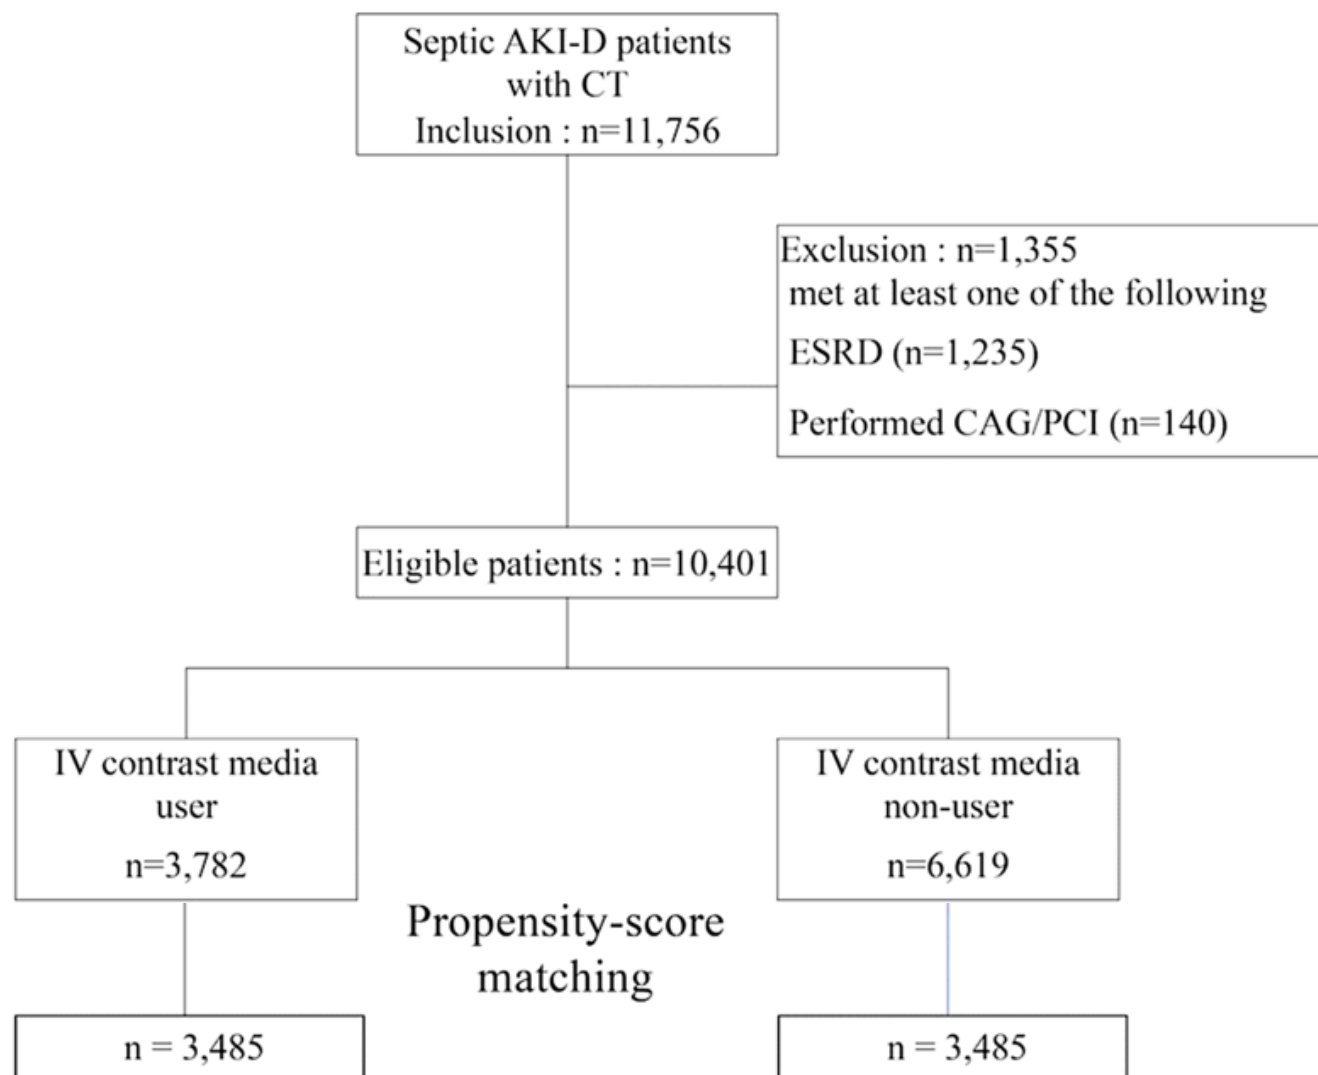 Septic AKI-D patients
with CT
Inclusion : n=11,756
Exclusion : n=1,355
met at least one of the following
ESRD (n=1,235)
Performed CAG/PCI (n=140)
Eligible patients : n=10,401
IV contrast media
user
n=3,782
IV contrast media
non-user
n=6,619
Propensity-score
matching
n = 3,485
n = 3,485